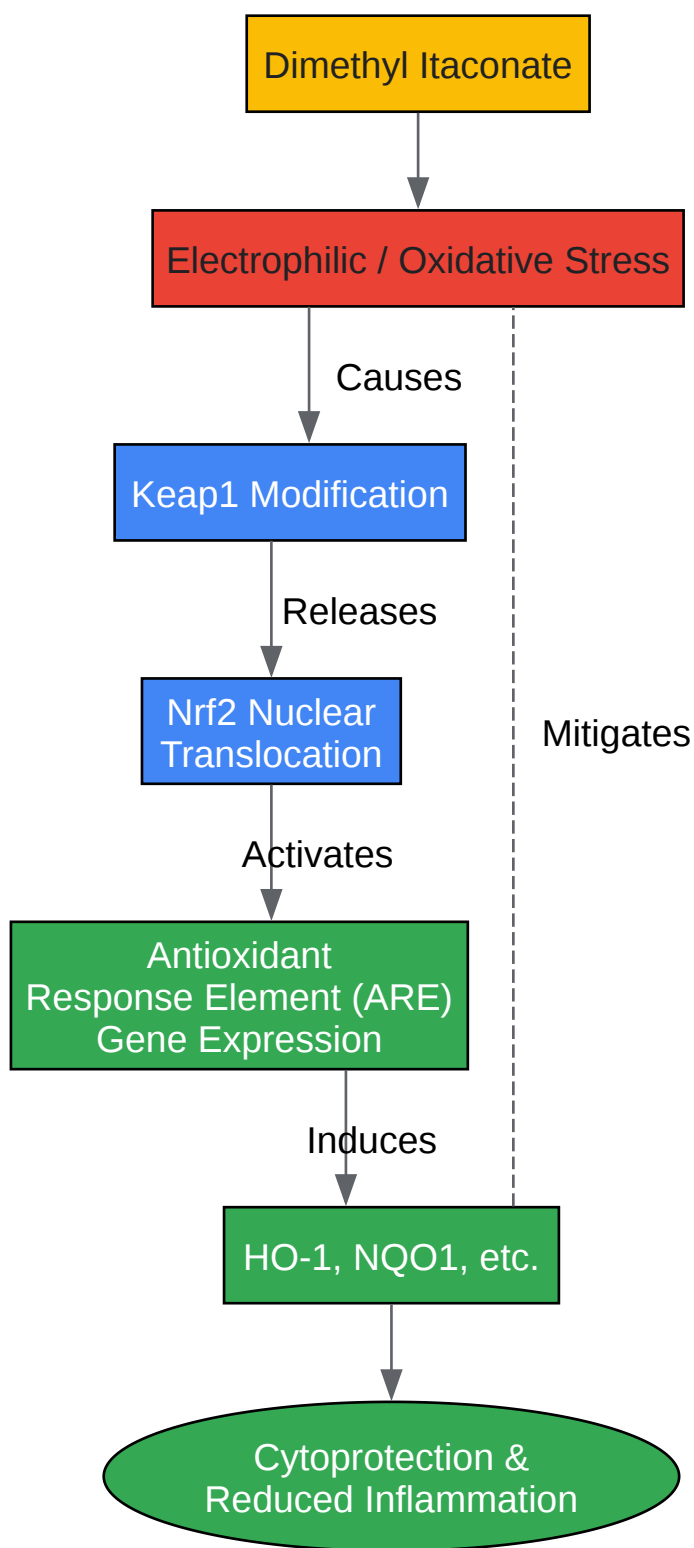 Dimethyl Itaconate
Electrophilic / Oxidative Stress
Causes
Keap1 Modification
Releases
Nrf2 Nuclear
Translocation
Mitigates
Activates
Antioxidant
Response Element (ARE)
Gene Expression
Induces
HO-1, NQO1, etc.
Cytoprotection &
Reduced Inflammation